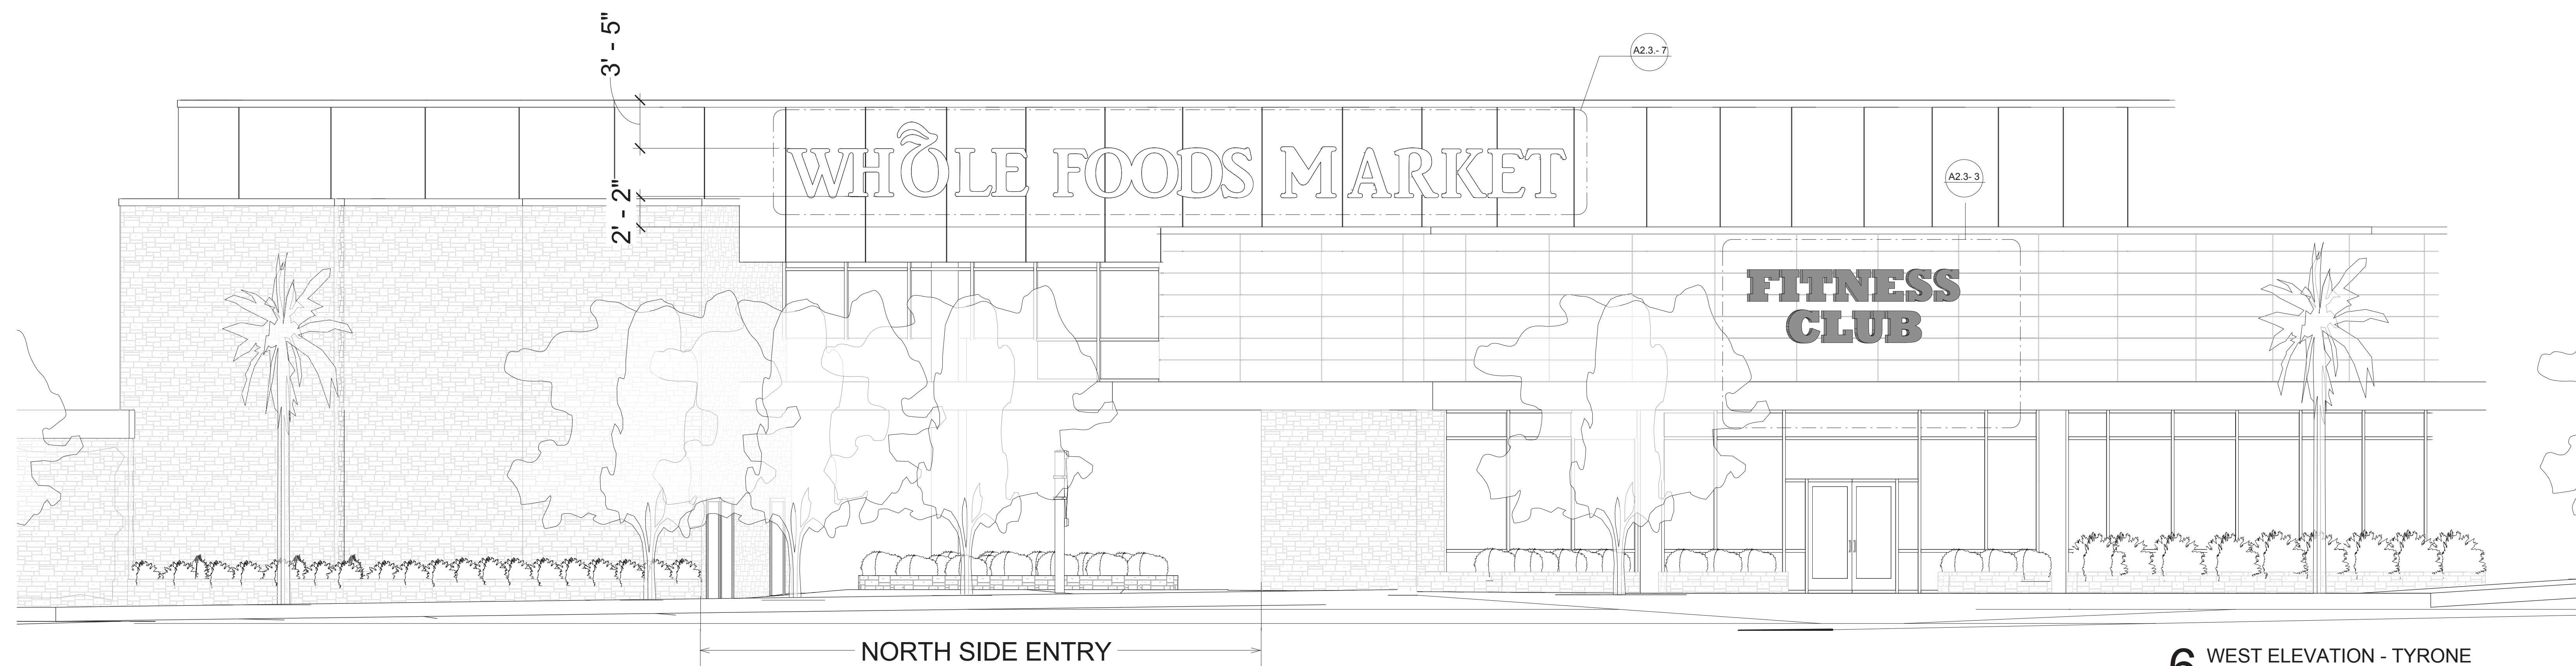 3' - 5"
A2.3.- 7
WHOLE FOODS MARKET
A2.3- 3
2' - 2"
FITNESS
CLUB
NORTH SIDE ENTRY
6 WEST ELEVATION - TYRONE